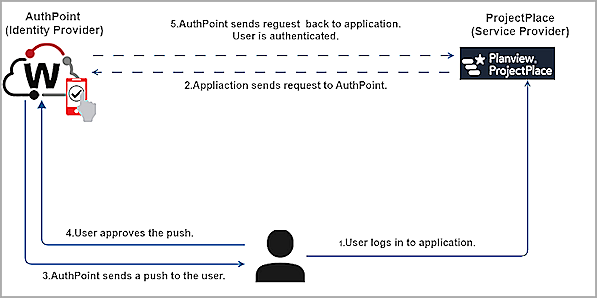 AuthPoint
(Identity Provider)
5.AuthPoint sends reguest back to application.
User is authenticated.
ProjectPlace
(Service Provider)
W
Planview.
ProjectPlace
2.Appliaction sends request to AuthPoint.
4.User approves the push.
1.User logs in to application.
3.AuthPoint sends a push to the user.